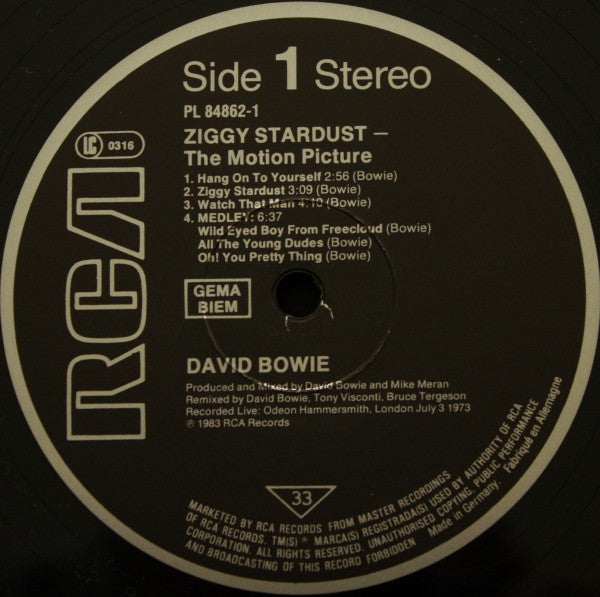 Side 1 Stereo
PL 84862-1
ZIGGY STARDUST –
The Motion Picture
LC 0316
1. Hang On To Yourself 2:56 (Bowie)
2. Ziggy Stardust 3:09 (Bowie)
3. Watch That Man 4:10 (Bowie)
4. MEDLEY: 6:37
Wild Eyed Boy From Freecloud (Bowie)
All The Young Dudes (Bowie)
Oh! You Pretty Thing (Bowie)
RCA
GEMA
BIEM
DAVID BOWIE
Produced and Mixed by David Bowie and Mike Meran
Remixed by David Bowie, Tony Visconti, Bruce Tergeson
Recorded Live: Odeon Hammersmith, London July 3 1973
℗ 1983 RCA Records
33
MARKETED BY RCA RECORDS FROM MASTER RECORDINGS
OF RCA RECORDS. TM(S) ® MARCA(S) REGISTRADA(S) USED BY AUTHORITY OF RCA
CORPORATION. ALL RIGHTS RESERVED. UNAUTHORISED COPYING, PUBLIC PERFORMANCE
AND BROADCASTING OF THIS RECORD FORBIDDEN
Made in Germany. Fabriqué en Allemagne